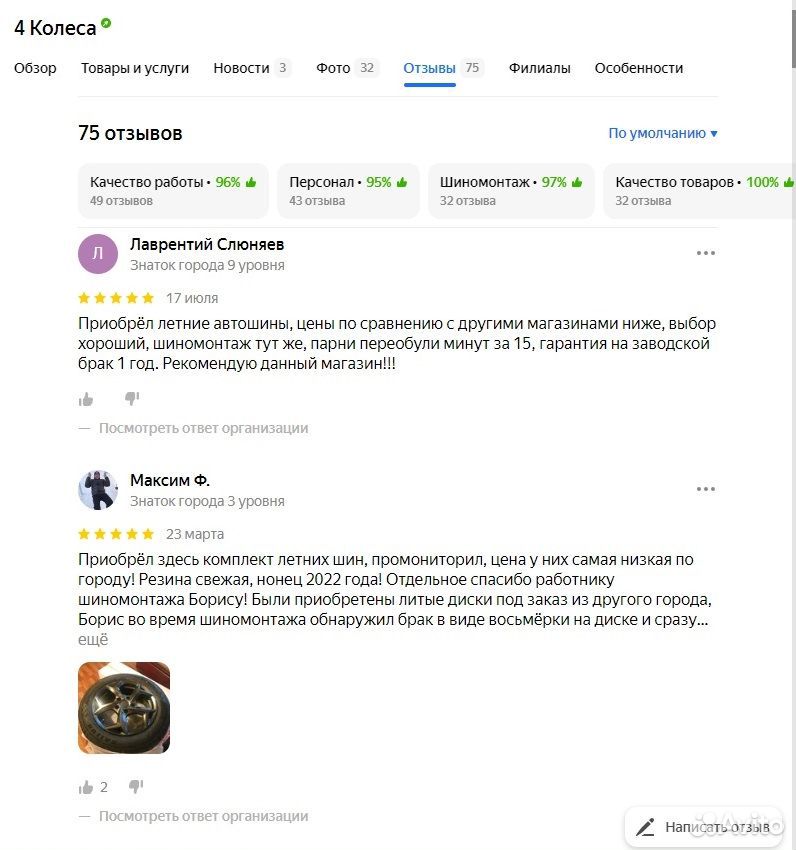 4 Колеса
Обзор Товары и услуги Новости 3 Фото 32 Отзывы 75 Филиалы Особенности
75 отзывов
По умолчанию
Качество работы • 96%
49 отзывов
Персонал • 95%
43 отзыва
Шиномонтаж • 97%
32 отзыва
Качество товаров • 100%
32 отзыва
Л
Лаврентий Слюняев
Знаток города 9 уровня
17 июля
Приобрёл летние автошины, цены по сравнению с другими магазинами ниже, выбор
хороший, шиномонтаж тут же, парни переобули минут за 15, гарантия на заводской
брак 1 год. Рекомендую данный магазин!!!
— Посмотреть ответ организации
Максим Ф.
Знаток города 3 уровня
23 марта
Приобрёл здесь комплект летних шин, промониторил, цена у них самая низкая по
городу! Резина свежая, нонец 2022 года! Отдельное спасибо работнику
шиномонтажа Борису! Были приобретены литые диски под заказ из другого города,
Борис во время шиномонтажа обнаружил брак в виде восьмёрки на диске и сразу...
ещё
2
— Посмотреть ответ организации
Написать отзыв
Avito